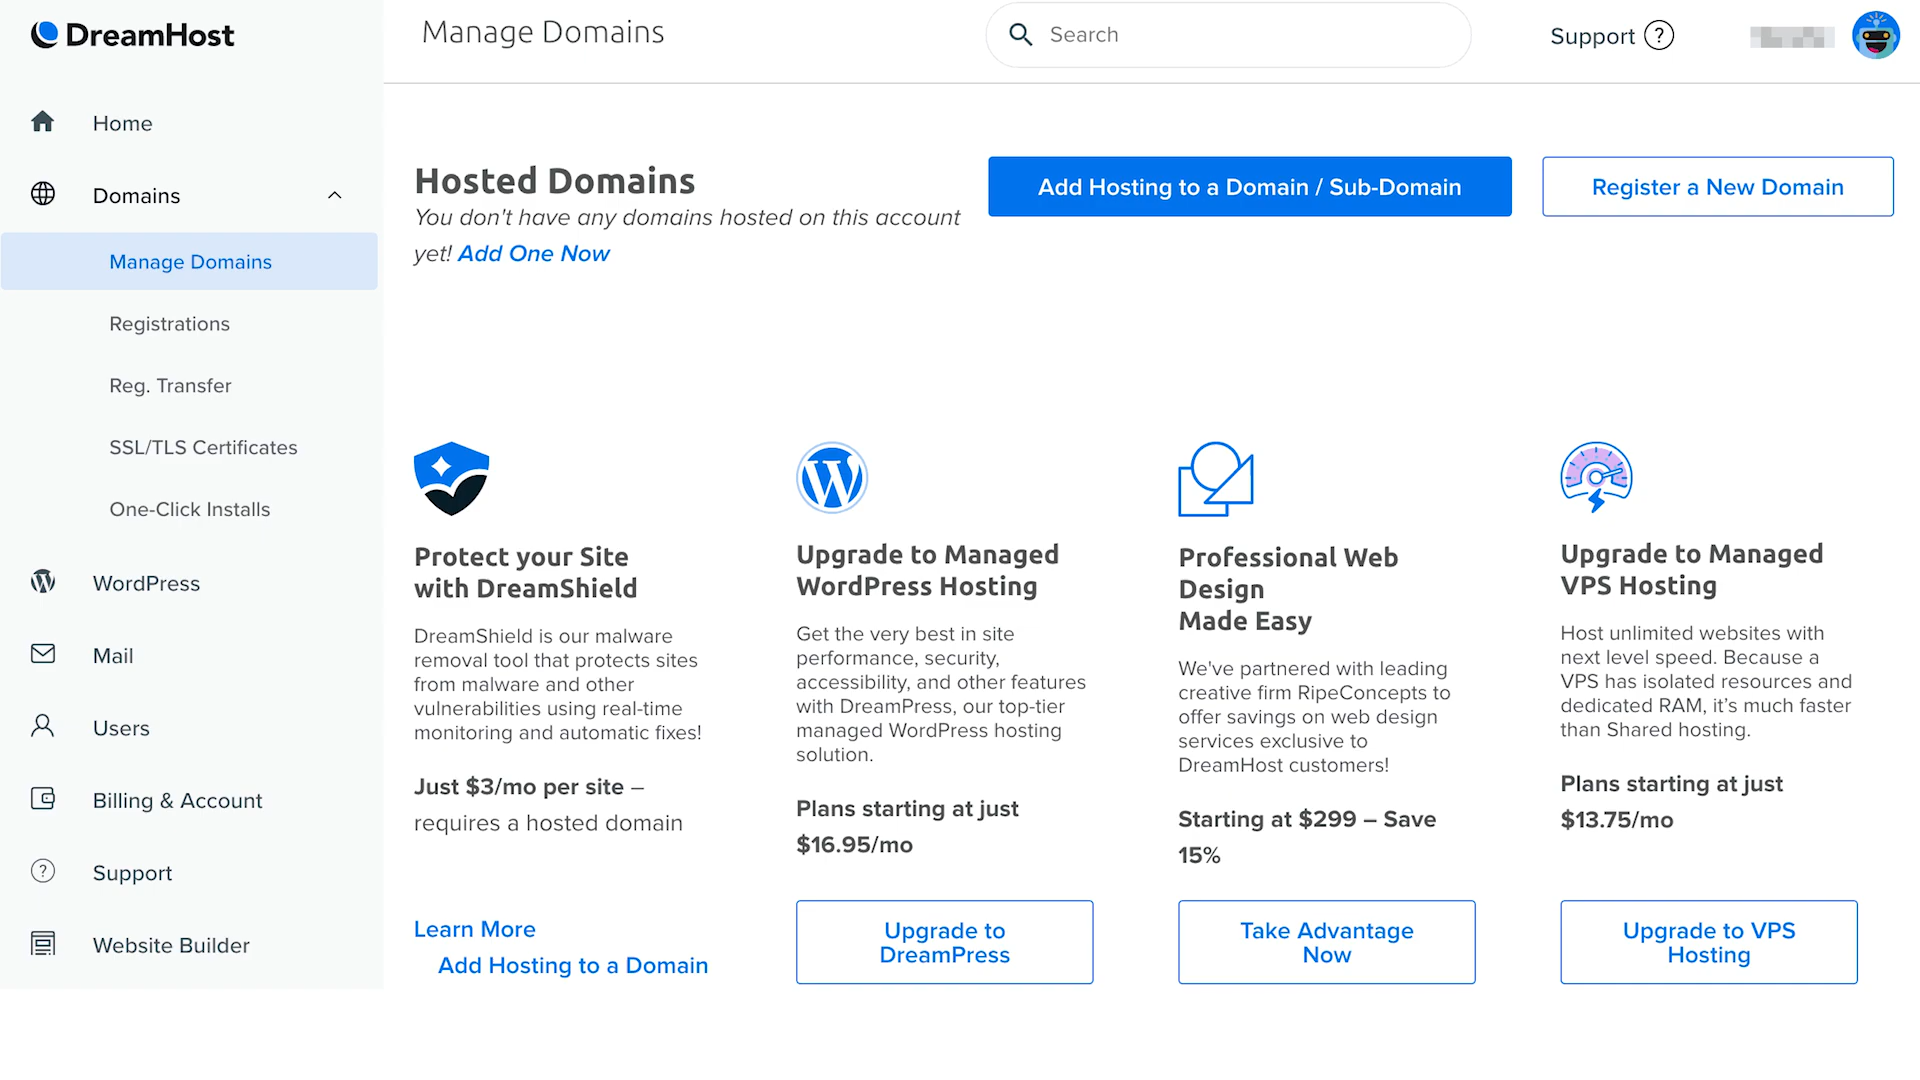 DreamHost
Manage Domains
Search
Support ?
Home
Domains
Manage Domains
Registrations
Reg. Transfer
SSL/TLS Certificates
One-Click Installs
WordPress
Mail
Users
Billing & Account
? Support
Website Builder
Hosted Domains
You don't have any domains hosted on this account
yet! Add One Now
Add Hosting to a Domain / Sub-Domain
Register a New Domain
Protect your Site
with DreamShield
DreamShield is our malware
removal tool that protects sites
from malware and other
vulnerabilities using real-time
monitoring and automatic fixes!
Just $3/mo per site –
requires a hosted domain
Learn More
Add Hosting to a Domain
Upgrade to Managed
WordPress Hosting
Get the very best in site
performance, security,
accessibility, and other features
with DreamPress, our top-tier
managed WordPress hosting
solution.
Plans starting at just
$16.95/mo
Upgrade to
DreamPress
Professional Web
Design
Made Easy
We've partnered with leading
creative firm RipeConcepts to
offer savings on web design
services exclusive to
DreamHost customers!
Starting at $299 – Save
15%
Take Advantage
Now
Upgrade to Managed
VPS Hosting
Host unlimited websites with
next level speed. Because a
VPS has isolated resources and
dedicated RAM, it's much faster
than Shared hosting.
Plans starting at just
$13.75/mo
Upgrade to VPS
Hosting